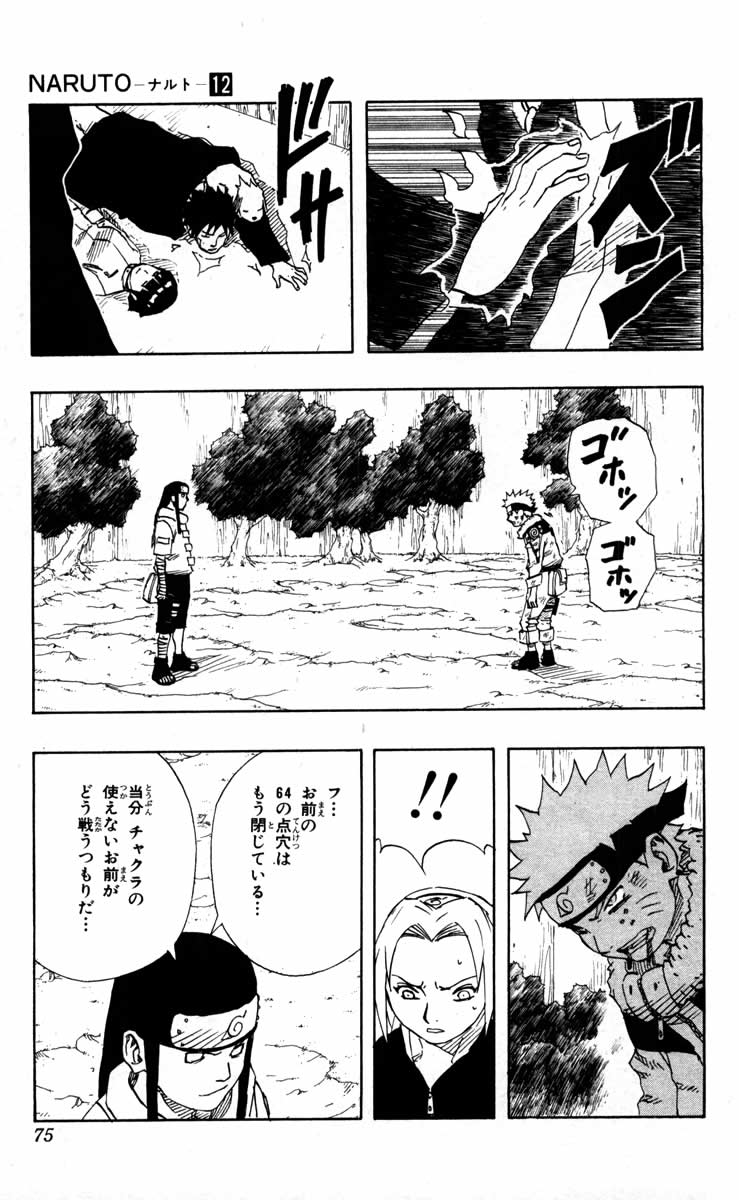 NARUTO—ナルト—12
ズン
ドサ
ゴホッ
ゴホッ
!!
フ…
お前の
64の点穴は
もう閉じている…
当分 チャクラの
使えないお前が
どう戦うつもりだ…
75